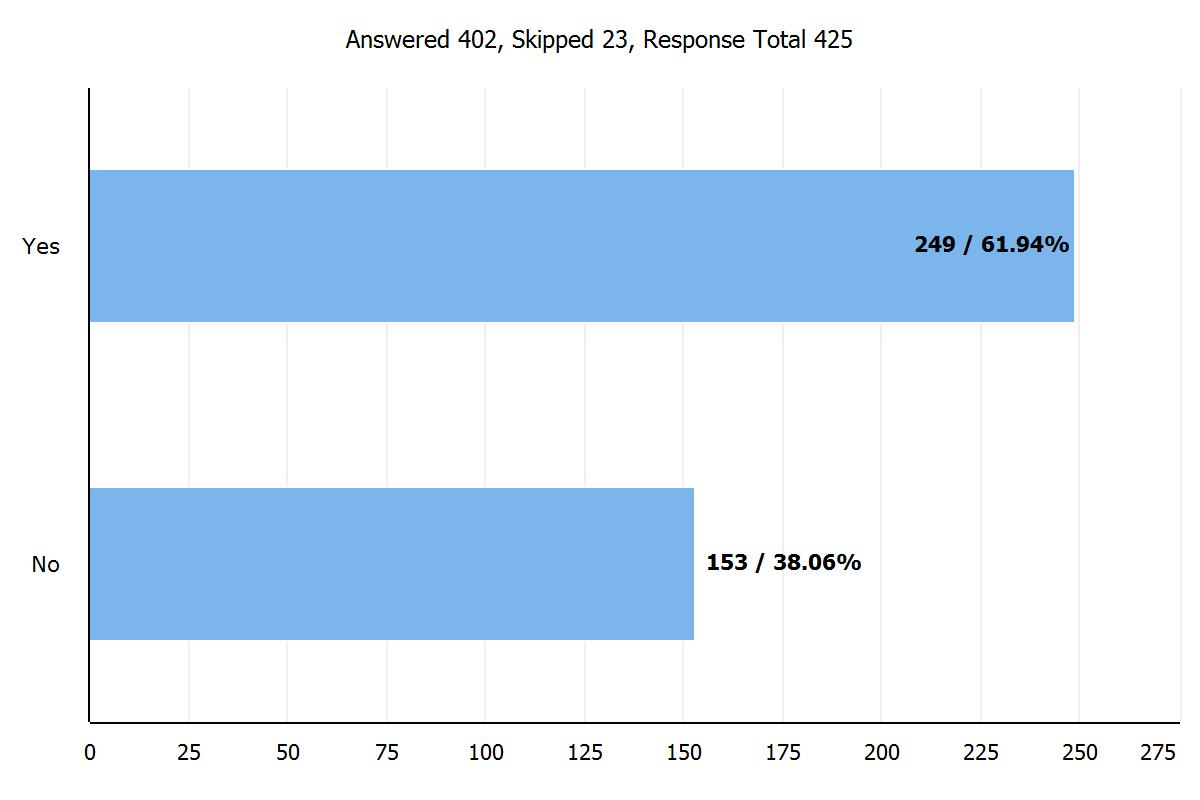 Answered 402, Skipped 23, Response Total 425
Yes
249 / 61.94%
No
153 / 38.06%
0 25 50 75 100 125 150 175 200 225 250 275